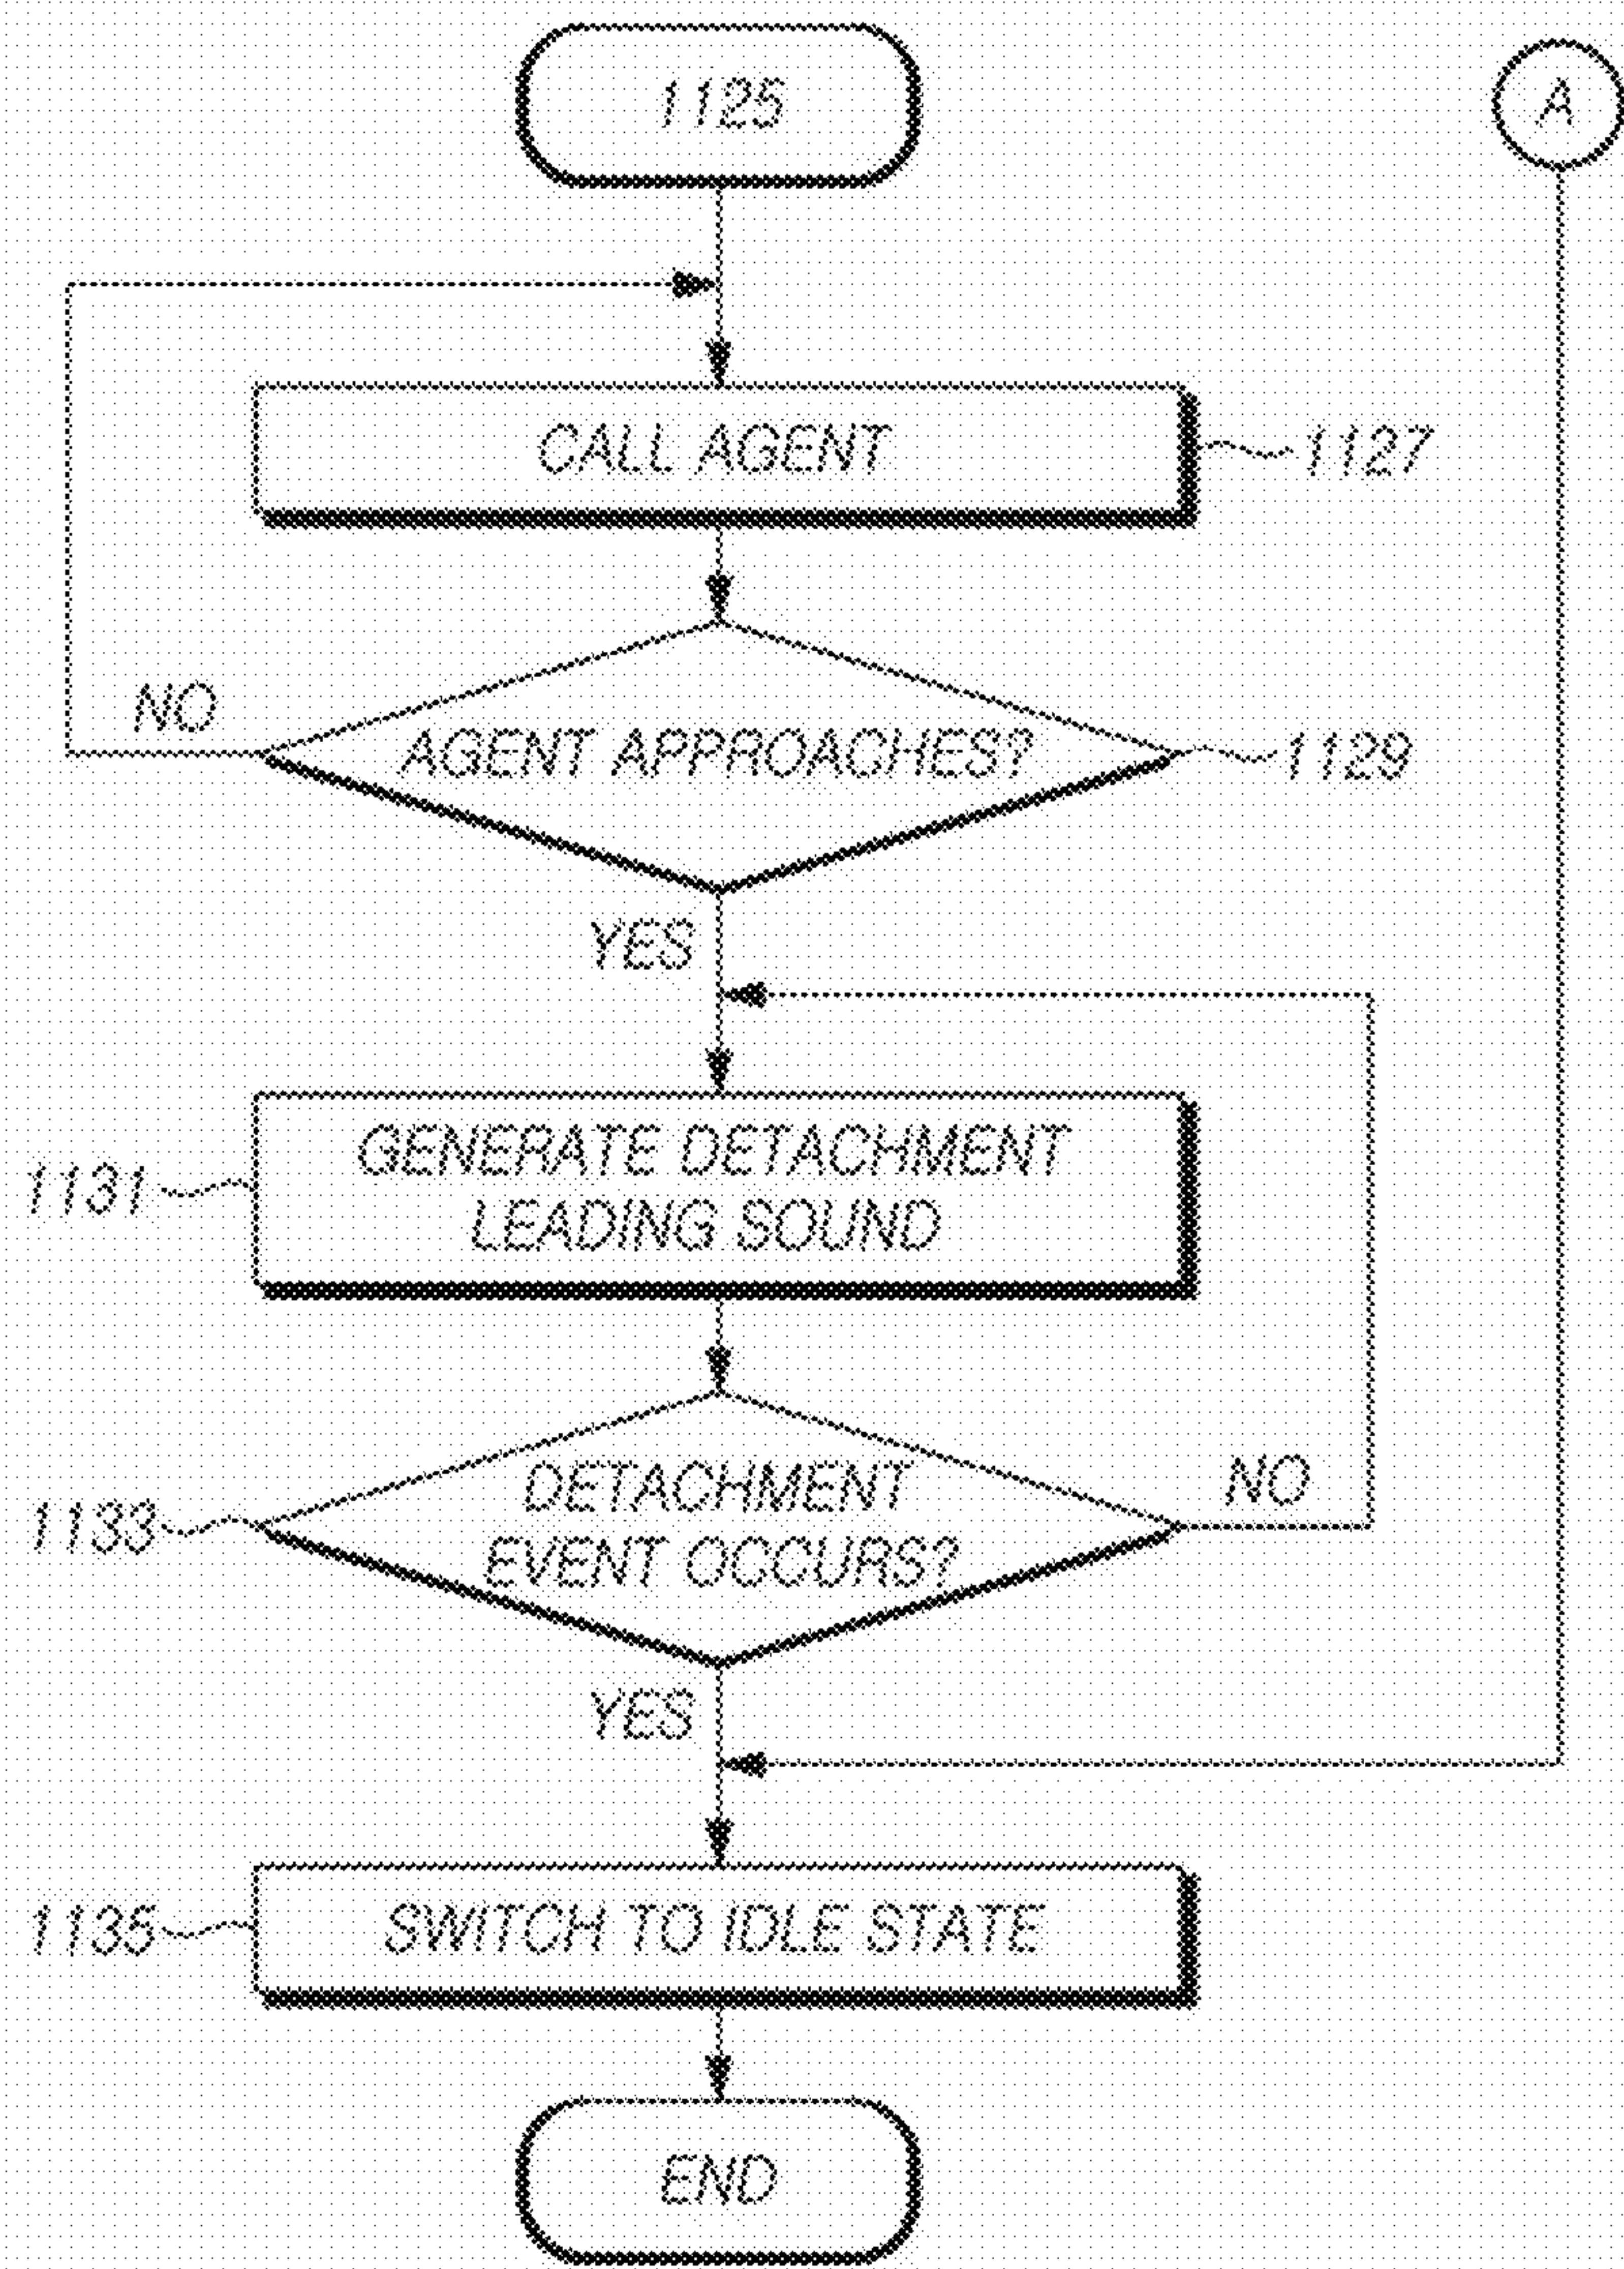 1125
A
CALL AGENT
1127
NO
AGENT APPROACHES?
1129
YES
GENERATE DETACHMENT
LEADING SOUND
1131
DETACHMENT
EVENT OCCURS?
NO
1133
YES
SWITCH TO IDLE STATE
1135
END